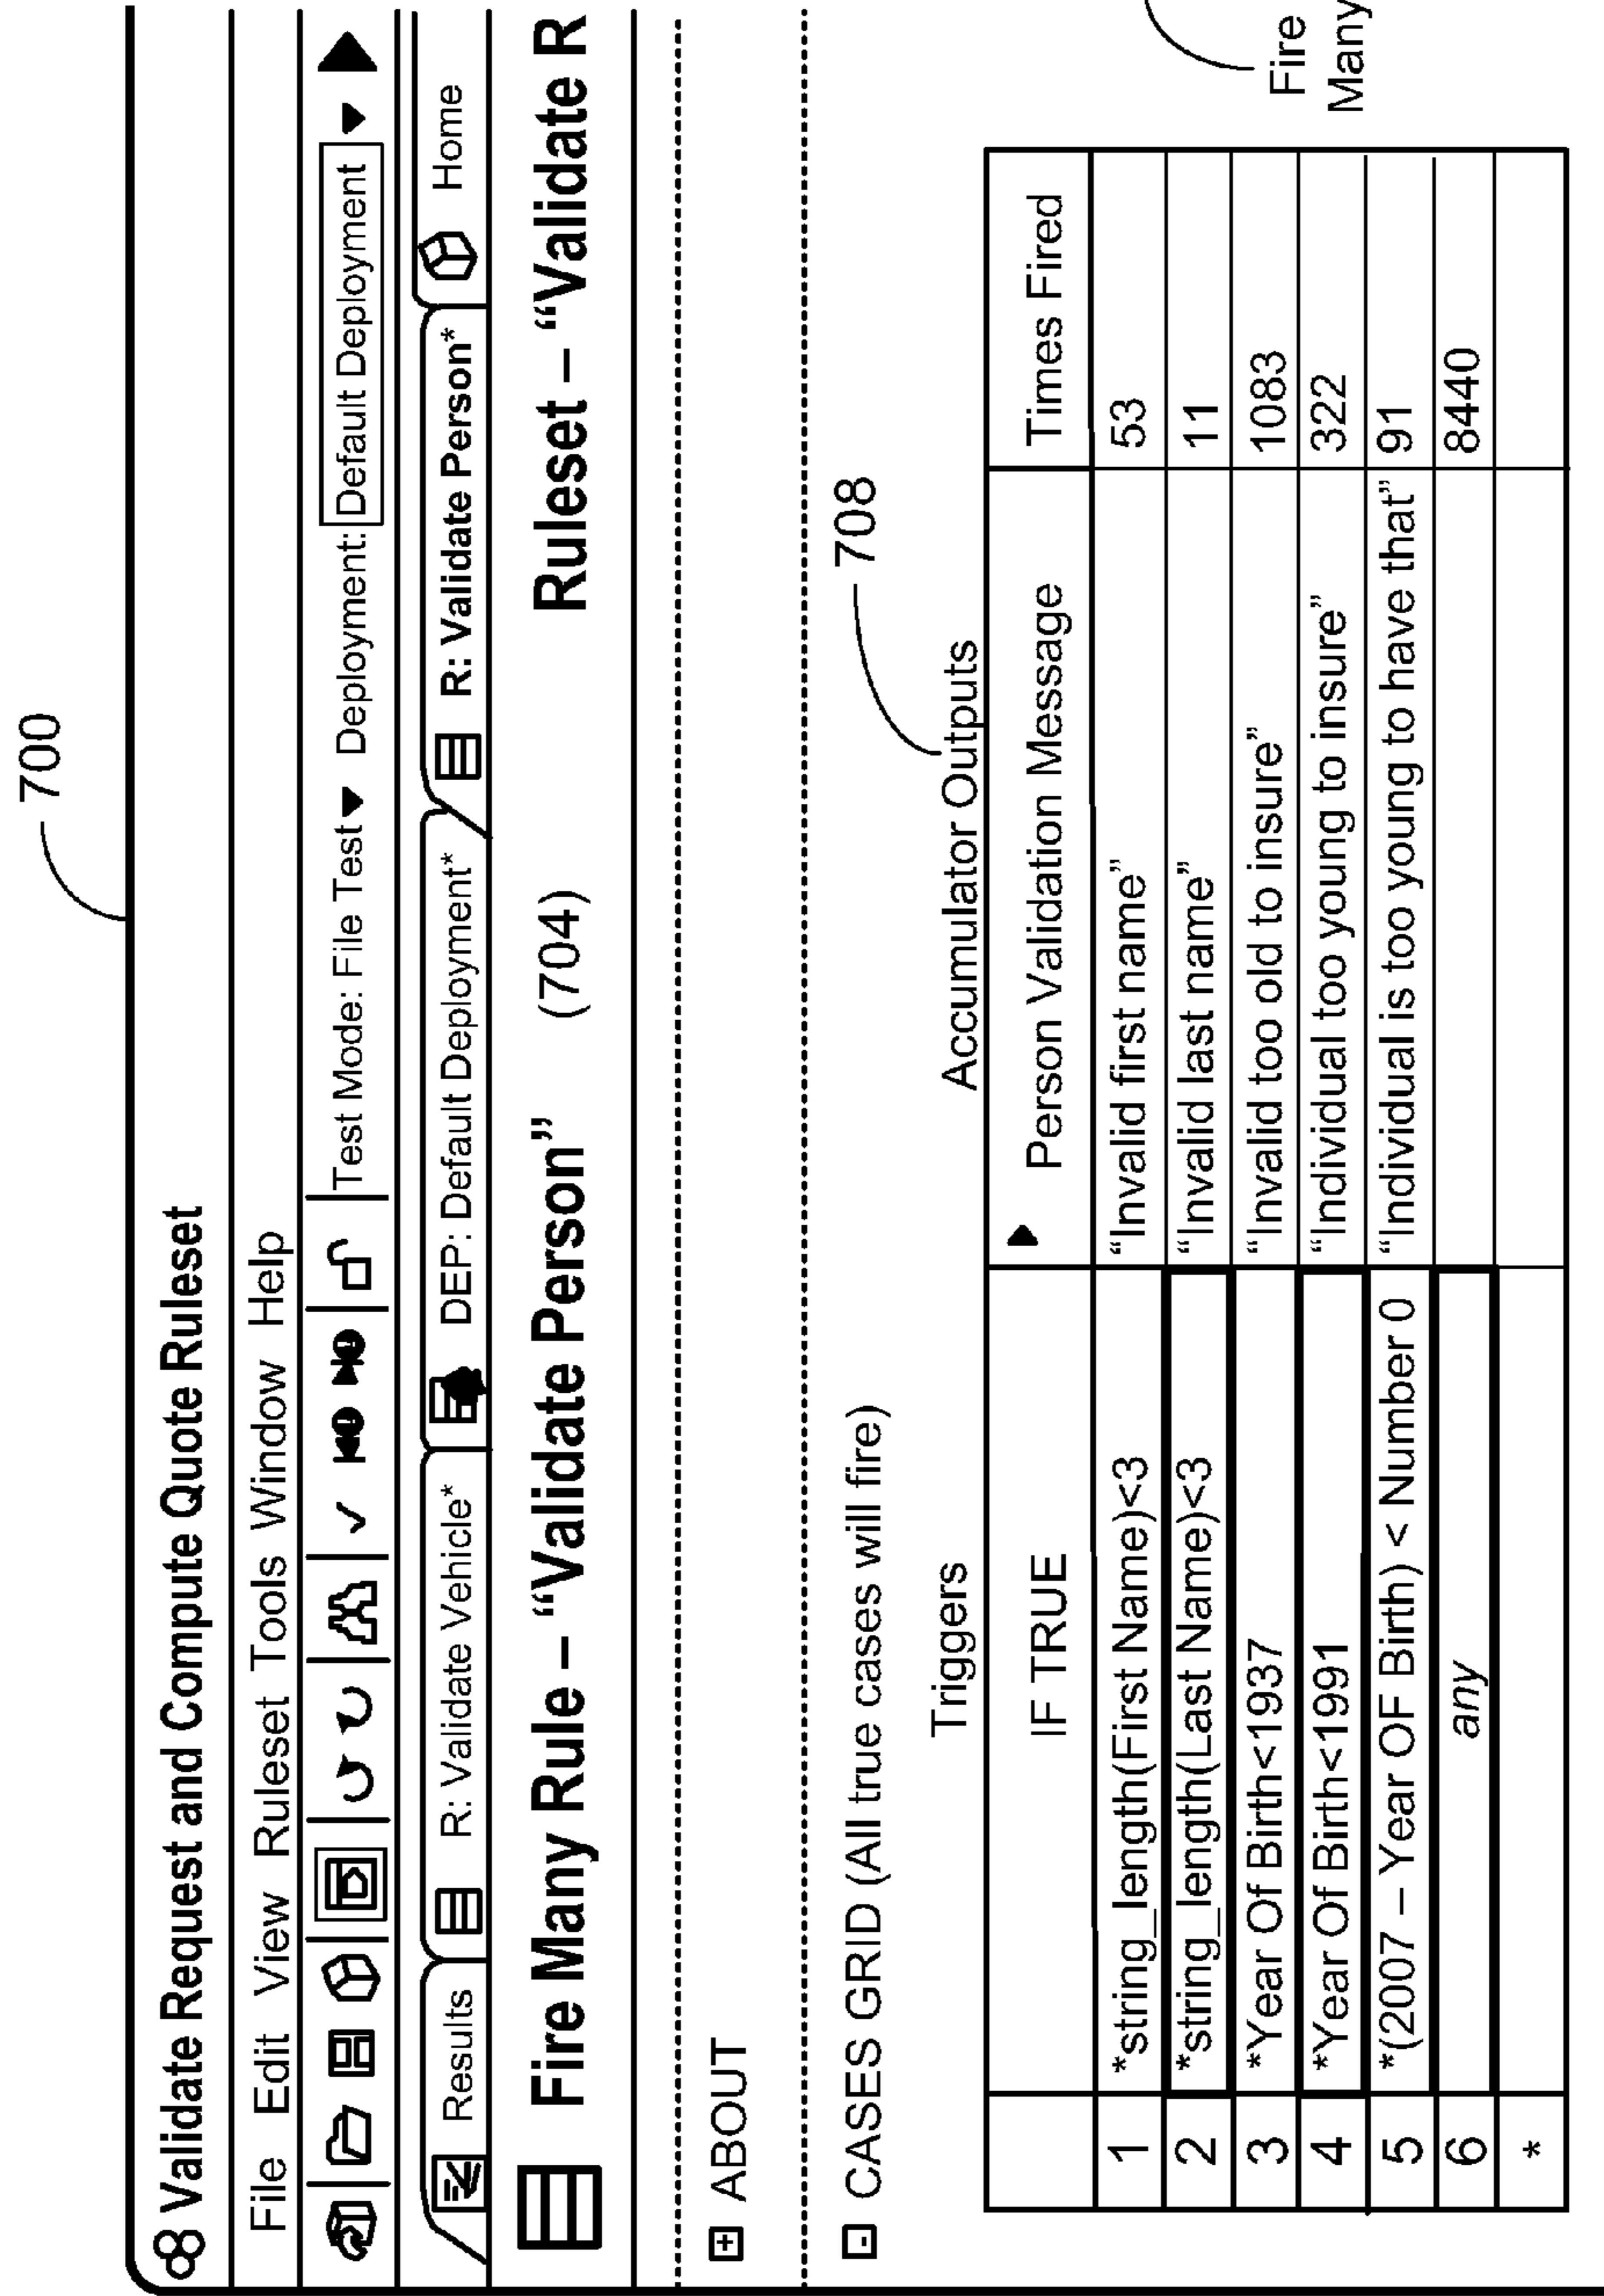 700
Validate Request and Compute Quote Ruleset
File Edit View Ruleset Tools Window Help
Test Mode: File Test Deployment: Default Deployment
Results R: Validate Vehicle* DEP: Default Deployment* R: Validate Person* Home
Fire Many Rule – “Validate Person” (704) Ruleset – “Validate R
+ ABOUT
- CASES GRID (All true cases will fire)
708
Triggers Accumulator Outputs
IF TRUE Person Validation Message Times Fired
1 *string_length(First Name)<3 “Invalid first name” 53
2 *string_length(Last Name)<3 “Invalid last name” 11
3 *Year Of Birth<1937 “Invalid too old to insure” 1083
4 *Year Of Birth<1991 “Individual too young to insure” 322
5 *(2007 – Year OF Birth) < Number 0 “Individual is too young to have that” 91
6 any 8440
*
Fire
Many